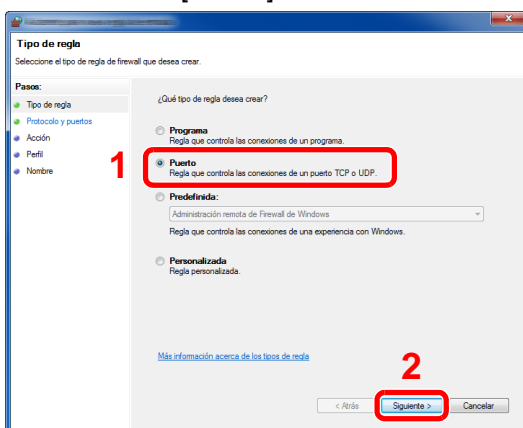 Tipo de regla
Seleccione el tipo de regla de firewall que desea crear.
Pasos:
Tipo de regla
Protocolo y puertos
Acción
Perfil
Nombre
¿Qué tipo de regla desea crear?
Programa
Regla que controla las conexiones de un programa.
1
Puerto
Regla que controla las conexiones de un puerto TCP o UDP.
Predefinida:
Administración remota de Firewall de Windows
Regla que controla las conexiones de una experiencia con Windows.
Personalizada
Regla personalizada.
Más información acerca de los tipos de regla
2
< Atrás
Siguiente >
Cancelar